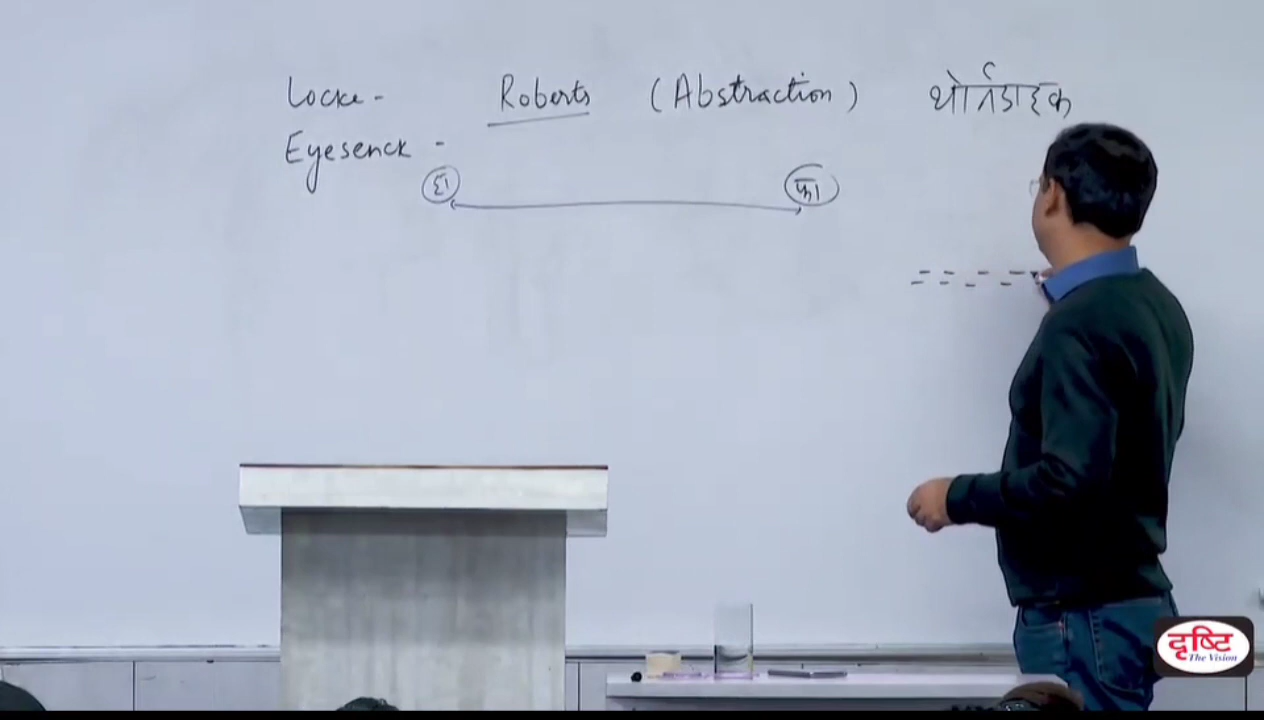 Locke - Roberts (Abstraction) थोर्नडाइक
Eyesenck -
फा
दृष्टि
The Vision